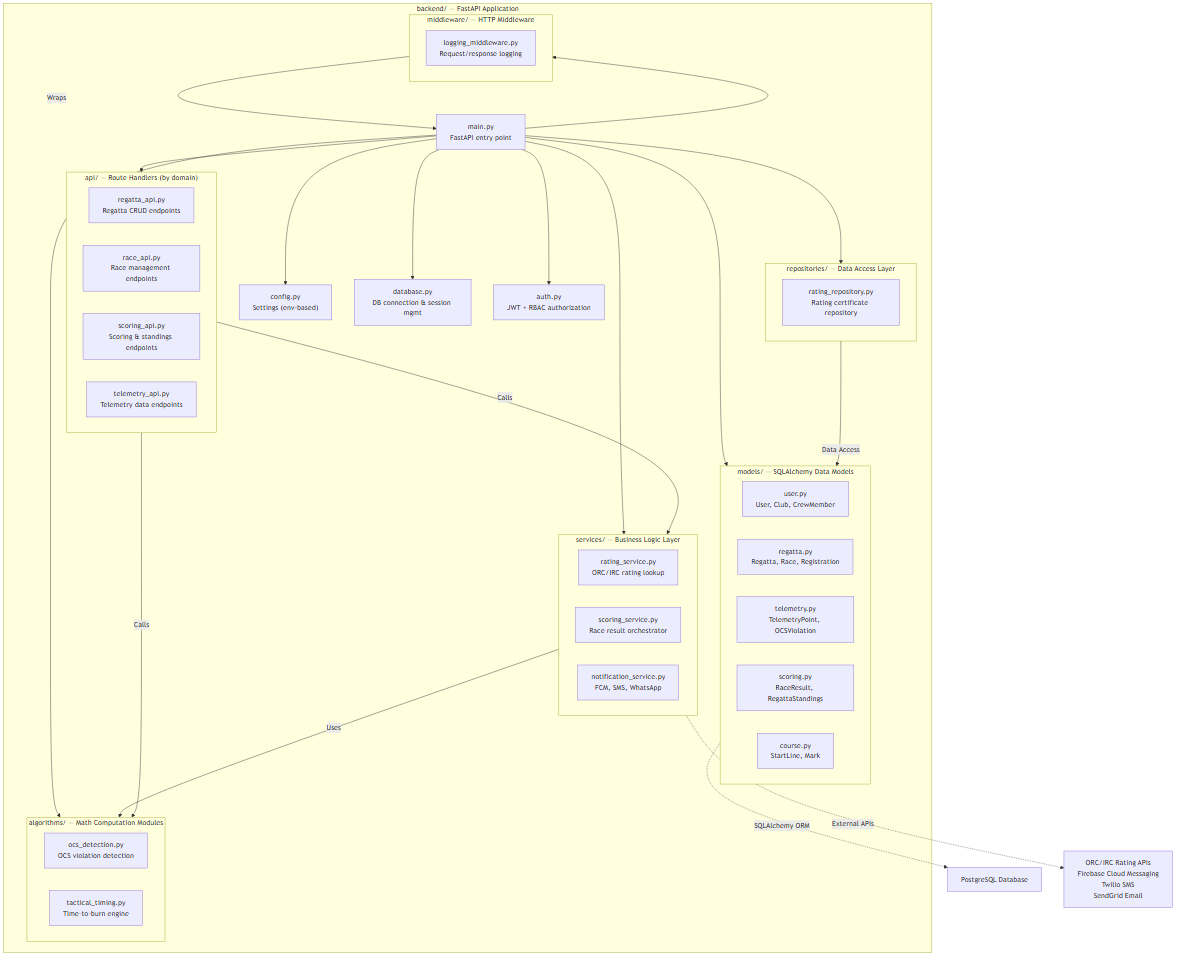 backend/ — FastAPI Application
middleware/ — HTTP Middleware
logging_middleware.py
Request/response logging
Wraps
main.py
FastAPI entry point
api/ — Route Handlers (by domain)
regatta_api.py
Regatta CRUD endpoints
race_api.py
Race management
endpoints
scoring_api.py
Scoring & standings
endpoints
telemetry_api.py
Telemetry data endpoints
config.py
Settings (env-based)
database.py
DB connection & session
mgmt
auth.py
JWT + RBAC authorization
repositories/ — Data Access Layer
rating_repository.py
Rating certificate
repository
Calls
Data Access
models/ — SQLAlchemy Data Models
user.py
User, Club, CrewMember
regatta.py
Regatta, Race, Registration
telemetry.py
TelemetryPoint,
OCSViolation
scoring.py
RaceResult,
RegattaStandings
course.py
StartLine, Mark
services/ — Business Logic Layer
rating_service.py
ORC/IRC rating lookup
scoring_service.py
Race result orchestrator
notification_service.py
FCM, SMS, WhatsApp
Calls
Uses
algorithms/ — Math Computation Modules
ocs_detection.py
OCS violation detection
tactical_timing.py
Time-to-burn engine
SQLAlchemy ORM
External APIs
PostgreSQL Database
ORC/IRC Rating APIs
Firebase Cloud Messaging
Twilio SMS
SendGrid Email